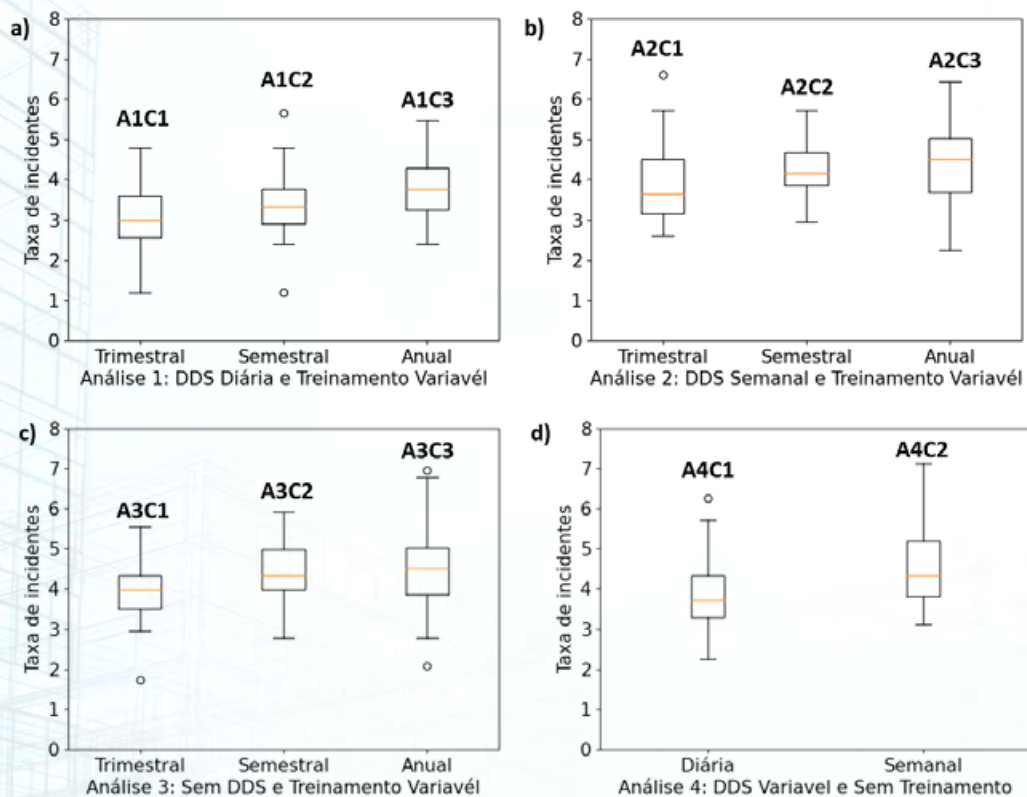 a)
8
7
6
5
4
3
2
1
0
Taxa de incidentes
A1C1
A1C2
A1C3
Trimestral Semestral Anual
Análise 1: DDS Diária e Treinamento Variavél
b)
8
7
6
5
4
3
2
1
0
Taxa de incidentes
A2C1
A2C2
A2C3
Trimestral Semestral Anual
Análise 2: DDS Semanal e Treinamento Variavél
c)
8
7
6
5
4
3
2
1
0
Taxa de incidentes
A3C1
A3C2
A3C3
Trimestral Semestral Anual
Análise 3: Sem DDS e Treinamento Variavél
d)
8
7
6
5
4
3
2
1
0
Taxa de incidentes
A4C1
A4C2
Diária Semanal
Análise 4: DDS Variavel e Sem Treinamento